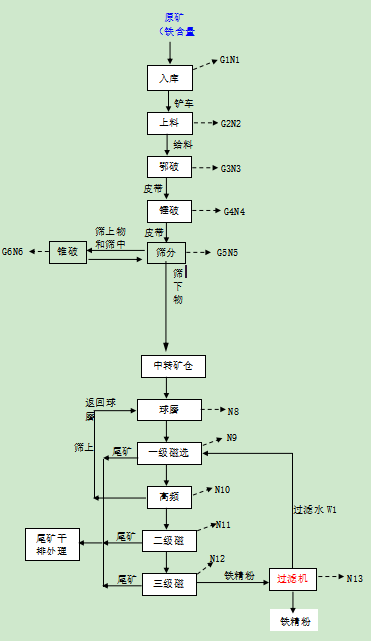 原矿
（铁含量
G1N1
入库
铲车
上料
G2N2
给料
鄂破
G3N3
皮带
锤破
G4N4
皮带
筛上物
和筛中
G6N6
锥破
筛分
G5N5
筛
下
物
中转矿仓
返回球
磨
球磨
N8
N9
筛上
尾矿
一级磁选
高频
N10
过滤水 W1
N11
尾矿干
排处理
尾矿
二级磁
N12
尾矿
三级磁
铁精粉
过滤机
N13
铁精粉